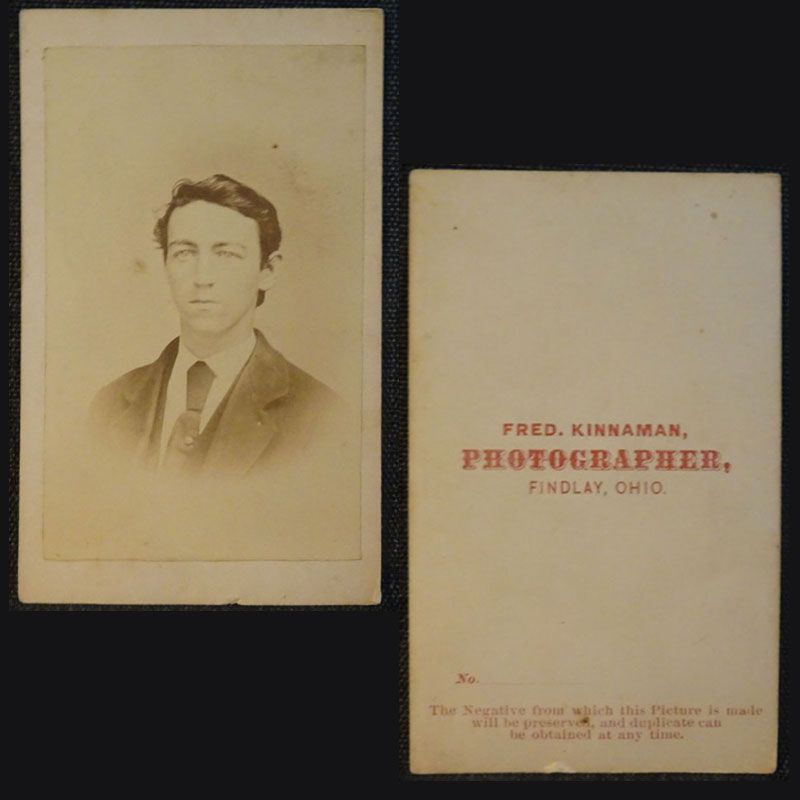 FRED. KINNAMAN,
PHOTOGRAPHER,
FINDLAY, OHIO.
No.
The Negative from which this Picture is made
will be preserved, and duplicate can
be obtained at any time.